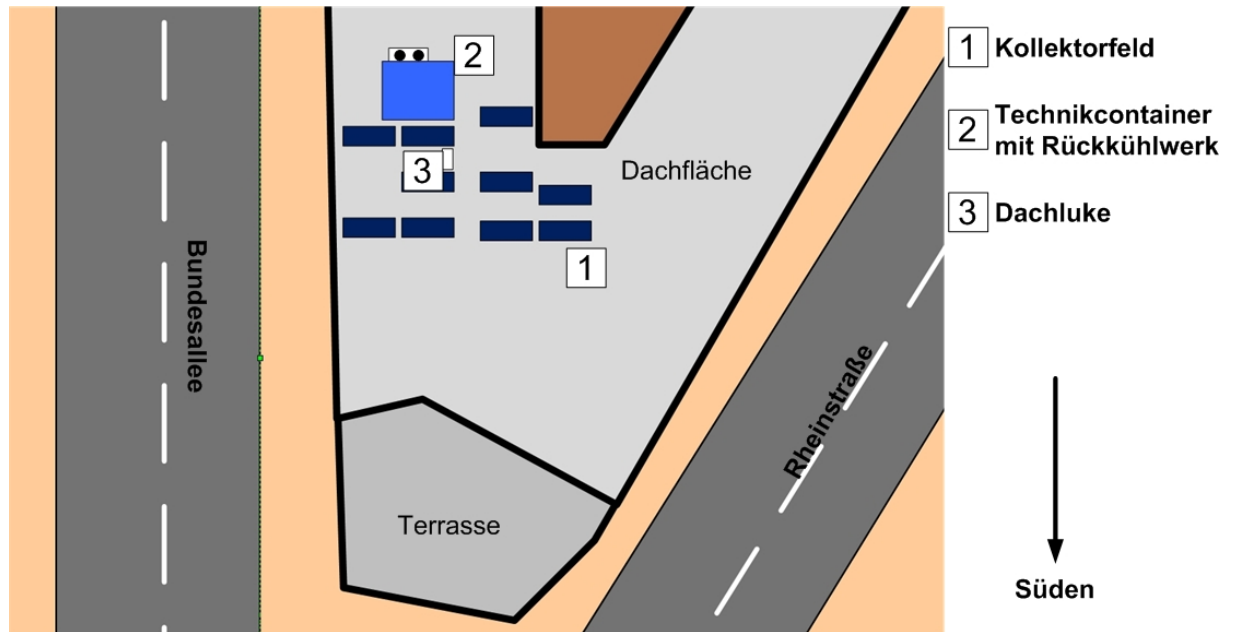 2
3
1
Dachfläche
Bundesallee
Rheinstraße
Terrasse
1 Kollektorfeld
2 Technikcontainer
mit Rückkühlwerk
3 Dachluke
Süden